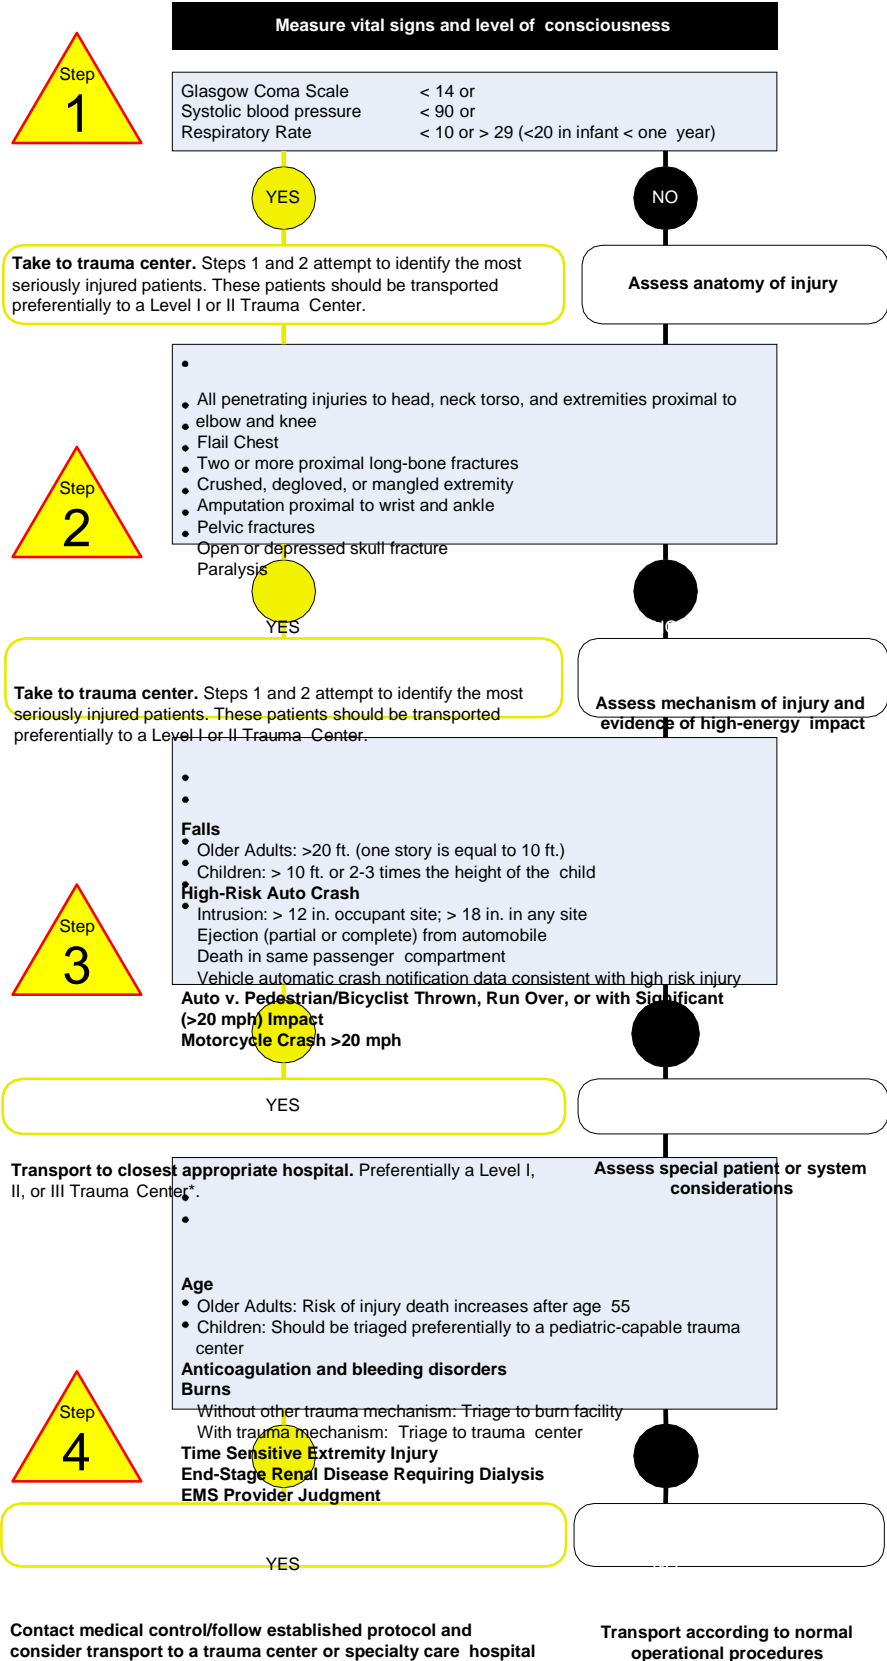 Measure vital signs and level of consciousness
Step
1
Glasgow Coma Scale < 14 or
Systolic blood pressure < 90 or
Respiratory Rate < 10 or > 29 (<20 in infant < one year)
YES
NO
Take to trauma center. Steps 1 and 2 attempt to identify the most
seriously injured patients. These patients should be transported
preferentially to a Level I or II Trauma Center.
Assess anatomy of injury
Step
2
All penetrating injuries to head, neck torso, and extremities proximal to
elbow and knee
Flail Chest
Two or more proximal long-bone fractures
Crushed, degloved, or mangled extremity
Amputation proximal to wrist and ankle
Pelvic fractures
Open or depressed skull fracture
Paralysis
YES
Take to trauma center. Steps 1 and 2 attempt to identify the most
seriously injured patients. These patients should be transported
preferentially to a Level I or II Trauma Center.
Assess mechanism of injury and
evidence of high-energy impact
Step
3
Falls
Older Adults: >20 ft. (one story is equal to 10 ft.)
Children: > 10 ft. or 2-3 times the height of the child
High-Risk Auto Crash
Intrusion: > 12 in. occupant site; > 18 in. in any site
Ejection (partial or complete) from automobile
Death in same passenger compartment
Vehicle automatic crash notification data consistent with high risk injury
Auto v. Pedestrian/Bicyclist Thrown, Run Over, or with Significant
(>20 mph) Impact
Motorcycle Crash >20 mph
YES
Transport to closest appropriate hospital. Preferentially a Level I,
II, or III Trauma Center*.
Assess special patient or system
considerations
Step
4
Age
Older Adults: Risk of injury death increases after age 55
Children: Should be triaged preferentially to a pediatric-capable trauma
center
Anticoagulation and bleeding disorders
Burns
Without other trauma mechanism: Triage to burn facility
With trauma mechanism: Triage to trauma center
Time Sensitive Extremity Injury
End-Stage Renal Disease Requiring Dialysis
EMS Provider Judgment
YES
Contact medical control/follow established protocol and
consider transport to a trauma center or specialty care hospital
Transport according to normal
operational procedures